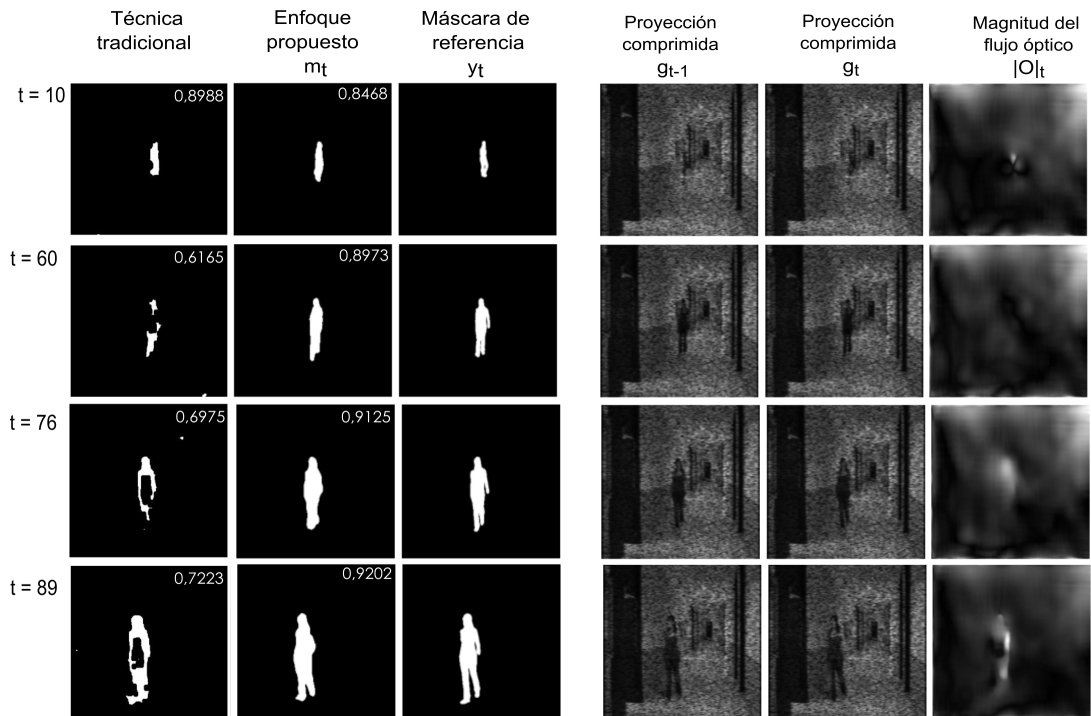 Técnica
tradicional
Enfoque
propuesto
mt
Máscara de
referencia
yt
Proyección
comprimida
gt-1
Proyección
comprimida
gt
Magnitud del
flujo óptico
|O|t
t = 10
0,8988
0,8468
t = 60
0,6165
0,8973
t = 76
0,6975
0,9125
t = 89
0,7223
0,9202